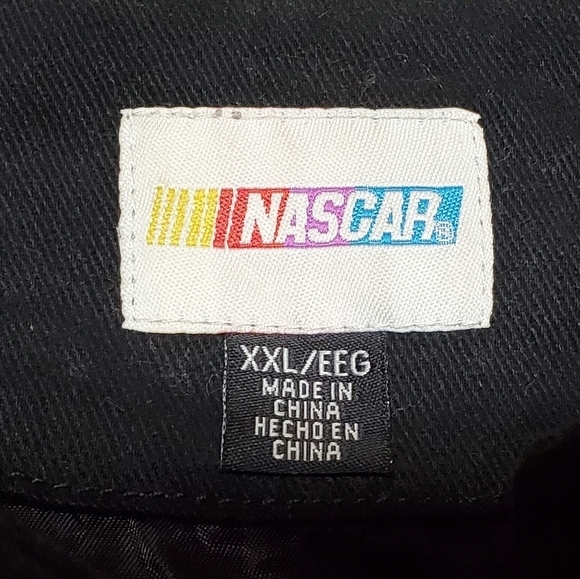 NASCAR®
XXL/EEG
MADE IN
CHINA
HECHO EN
CHINA